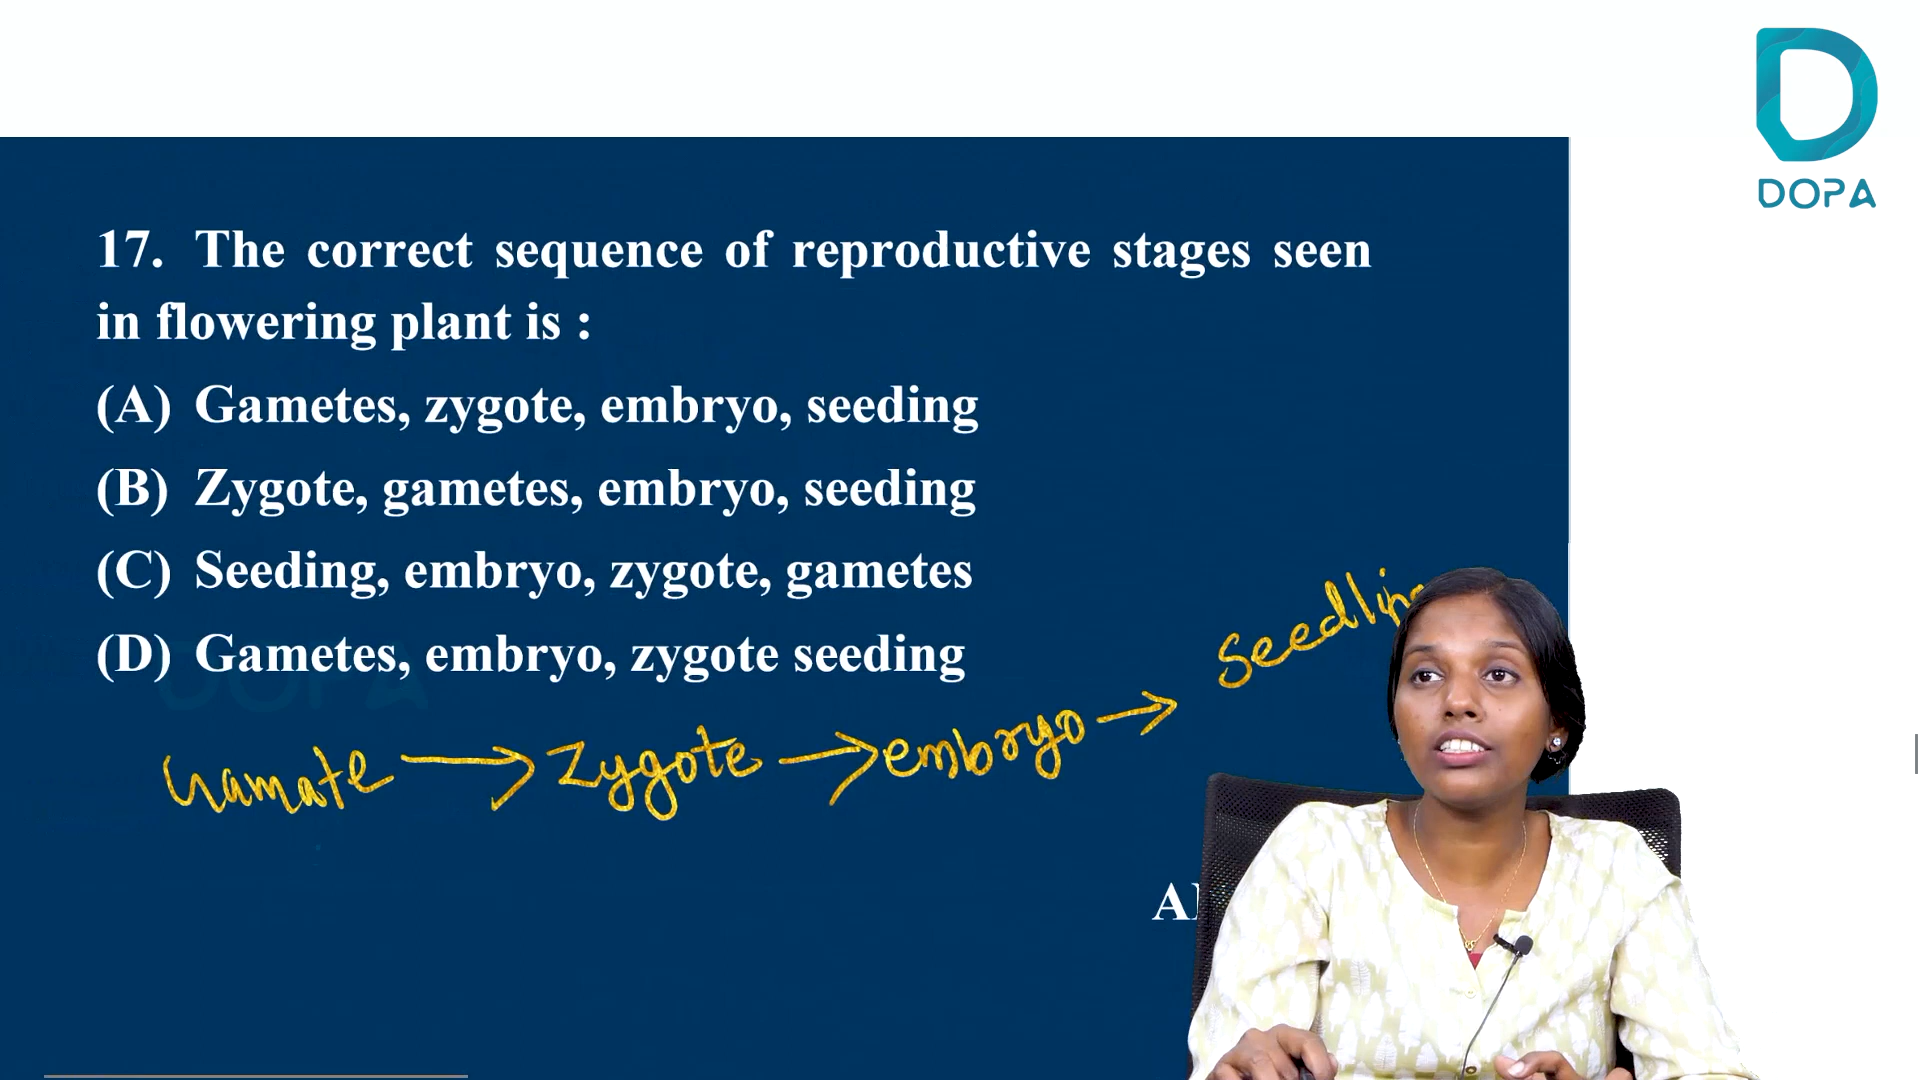 DOPA
17. The correct sequence of reproductive stages seen
in flowering plant is :
(A) Gametes, zygote, embryo, seeding
(B) Zygote, gametes, embryo, seeding
(C) Seeding, embryo, zygote, gametes
(D) Gametes, embryo, zygote seeding
DOPA
Gamate → Zygote → embryo →